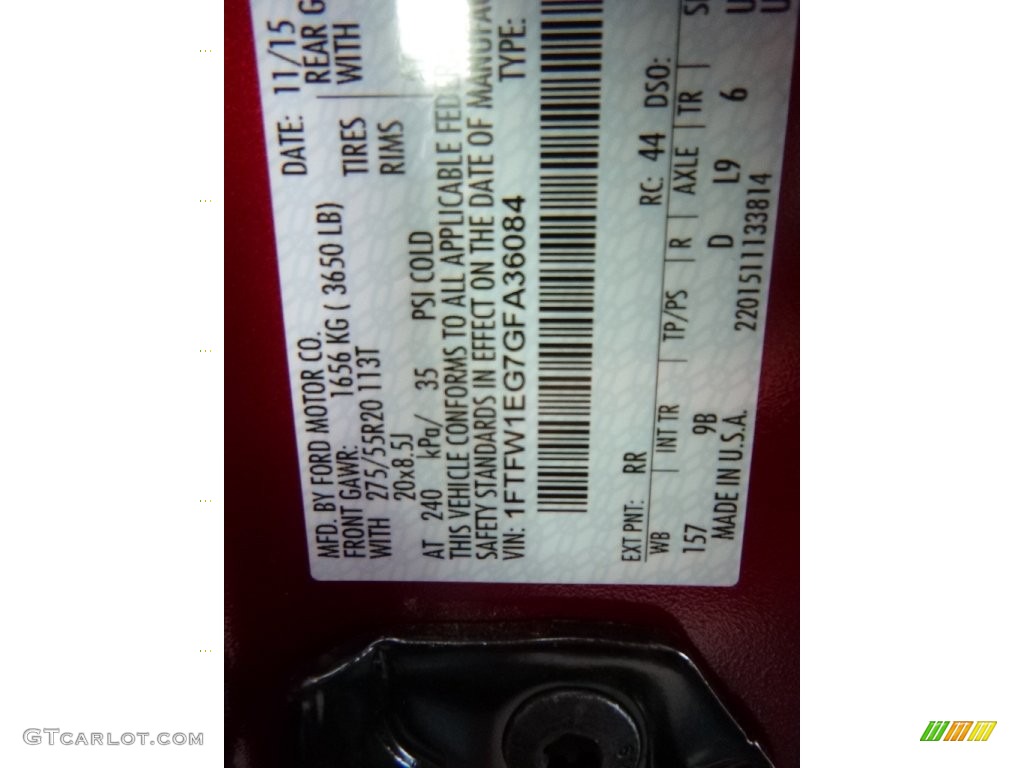 MFD. BY FORD MOTOR CO. DATE: 11/15
FRONT GAWR: 1656 KG ( 3650 LB) REAR G
WITH 275/55R20 113T TIRES WITH
20x8.5J RIMS
AT 240 kPa/ 35 PSI COLD
THIS VEHICLE CONFORMS TO ALL APPLICABLE
SAFETY STANDARDS IN EFFECT ON THE DATE OF
VIN: 1FTFW1EG7GFA36084 TYPE:
EXT PNT: RR RC: 44 DSO:
WB | INT TR | TP/PS | R | AXLE | TR |
157 9B D L9 6
MADE IN U.S.A. 2201511133814
GTCARLOT.COM